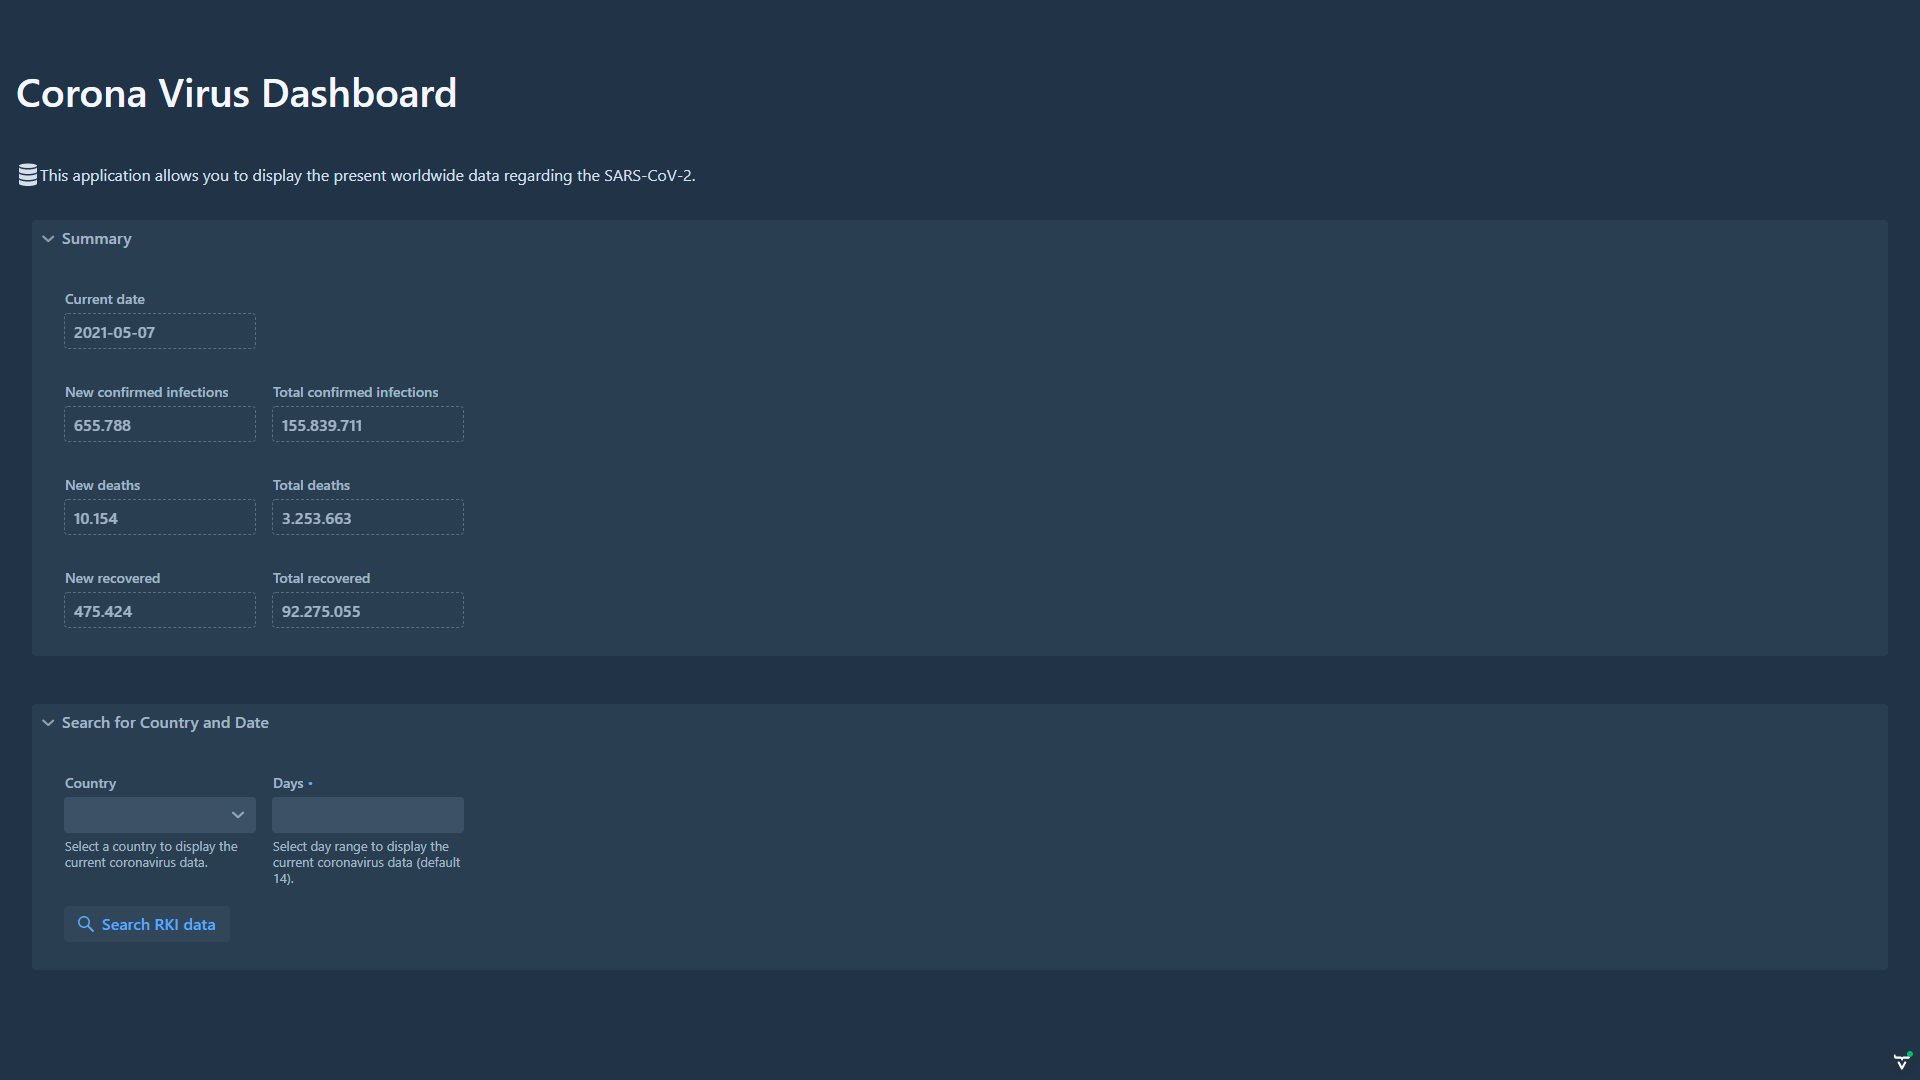 Corona Virus Dashboard
This application allows you to display the present worldwide data regarding the SARS-CoV-2.
Summary
Current date
2021-05-07
New confirmed infections
Total confirmed infections
655.788
155.839.711
New deaths
Total deaths
10.154
3.253.663
New recovered
Total recovered
475.424
92.275.055
Search for Country and Date
Country
Days •
Select a country to display the
current coronavirus data.
Select day range to display the
current coronavirus data (default
14).
Search RKI data